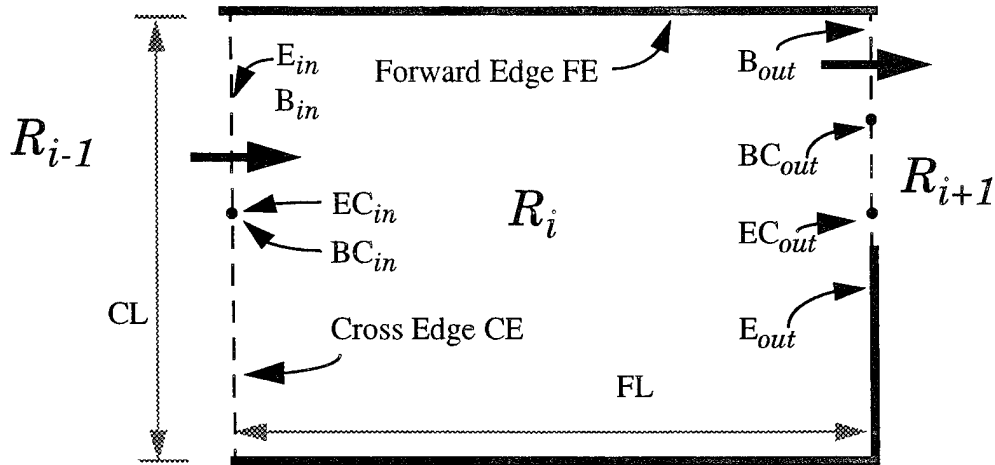 E_in
B_in
Forward Edge FE
B_out
R_i-1
BC_out
EC_in
BC_in
R_i
R_i+1
EC_out
CL
Cross Edge CE
E_out
FL